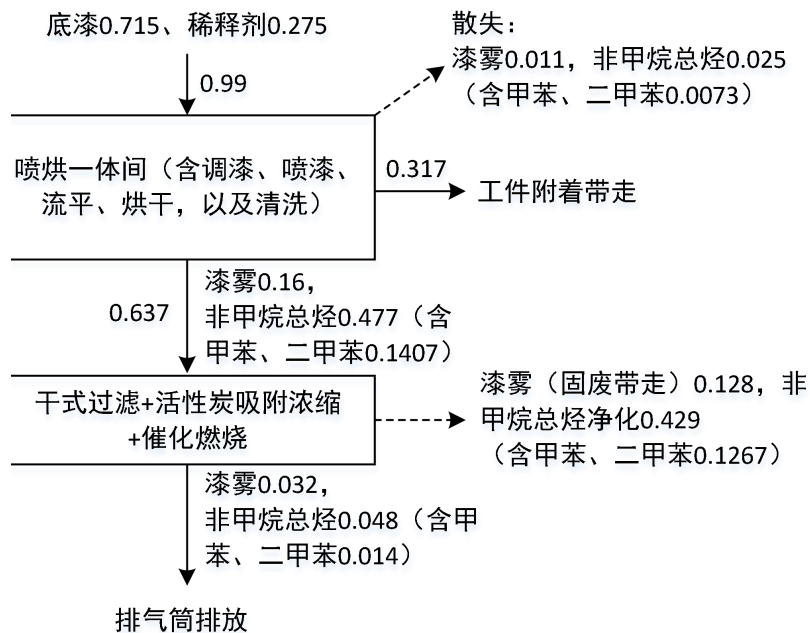 底漆0.715、稀释剂0.275
0.99
散失：
漆雾0.011，非甲烷总烃0.025
（含甲苯、二甲苯0.0073）
喷烘一体间（含调漆、喷漆、
流平、烘干，以及清洗）
0.317
工件附着带走
0.637
漆雾0.16，
非甲烷总烃0.477（含
甲苯、二甲苯0.1407）
干式过滤+活性炭吸附浓缩
+催化燃烧
漆雾（固废带走）0.128，非
甲烷总烃净化0.429
（含甲苯、二甲苯0.1267）
漆雾0.032，
非甲烷总烃0.048（含甲
苯、二甲苯0.014）
排气筒排放